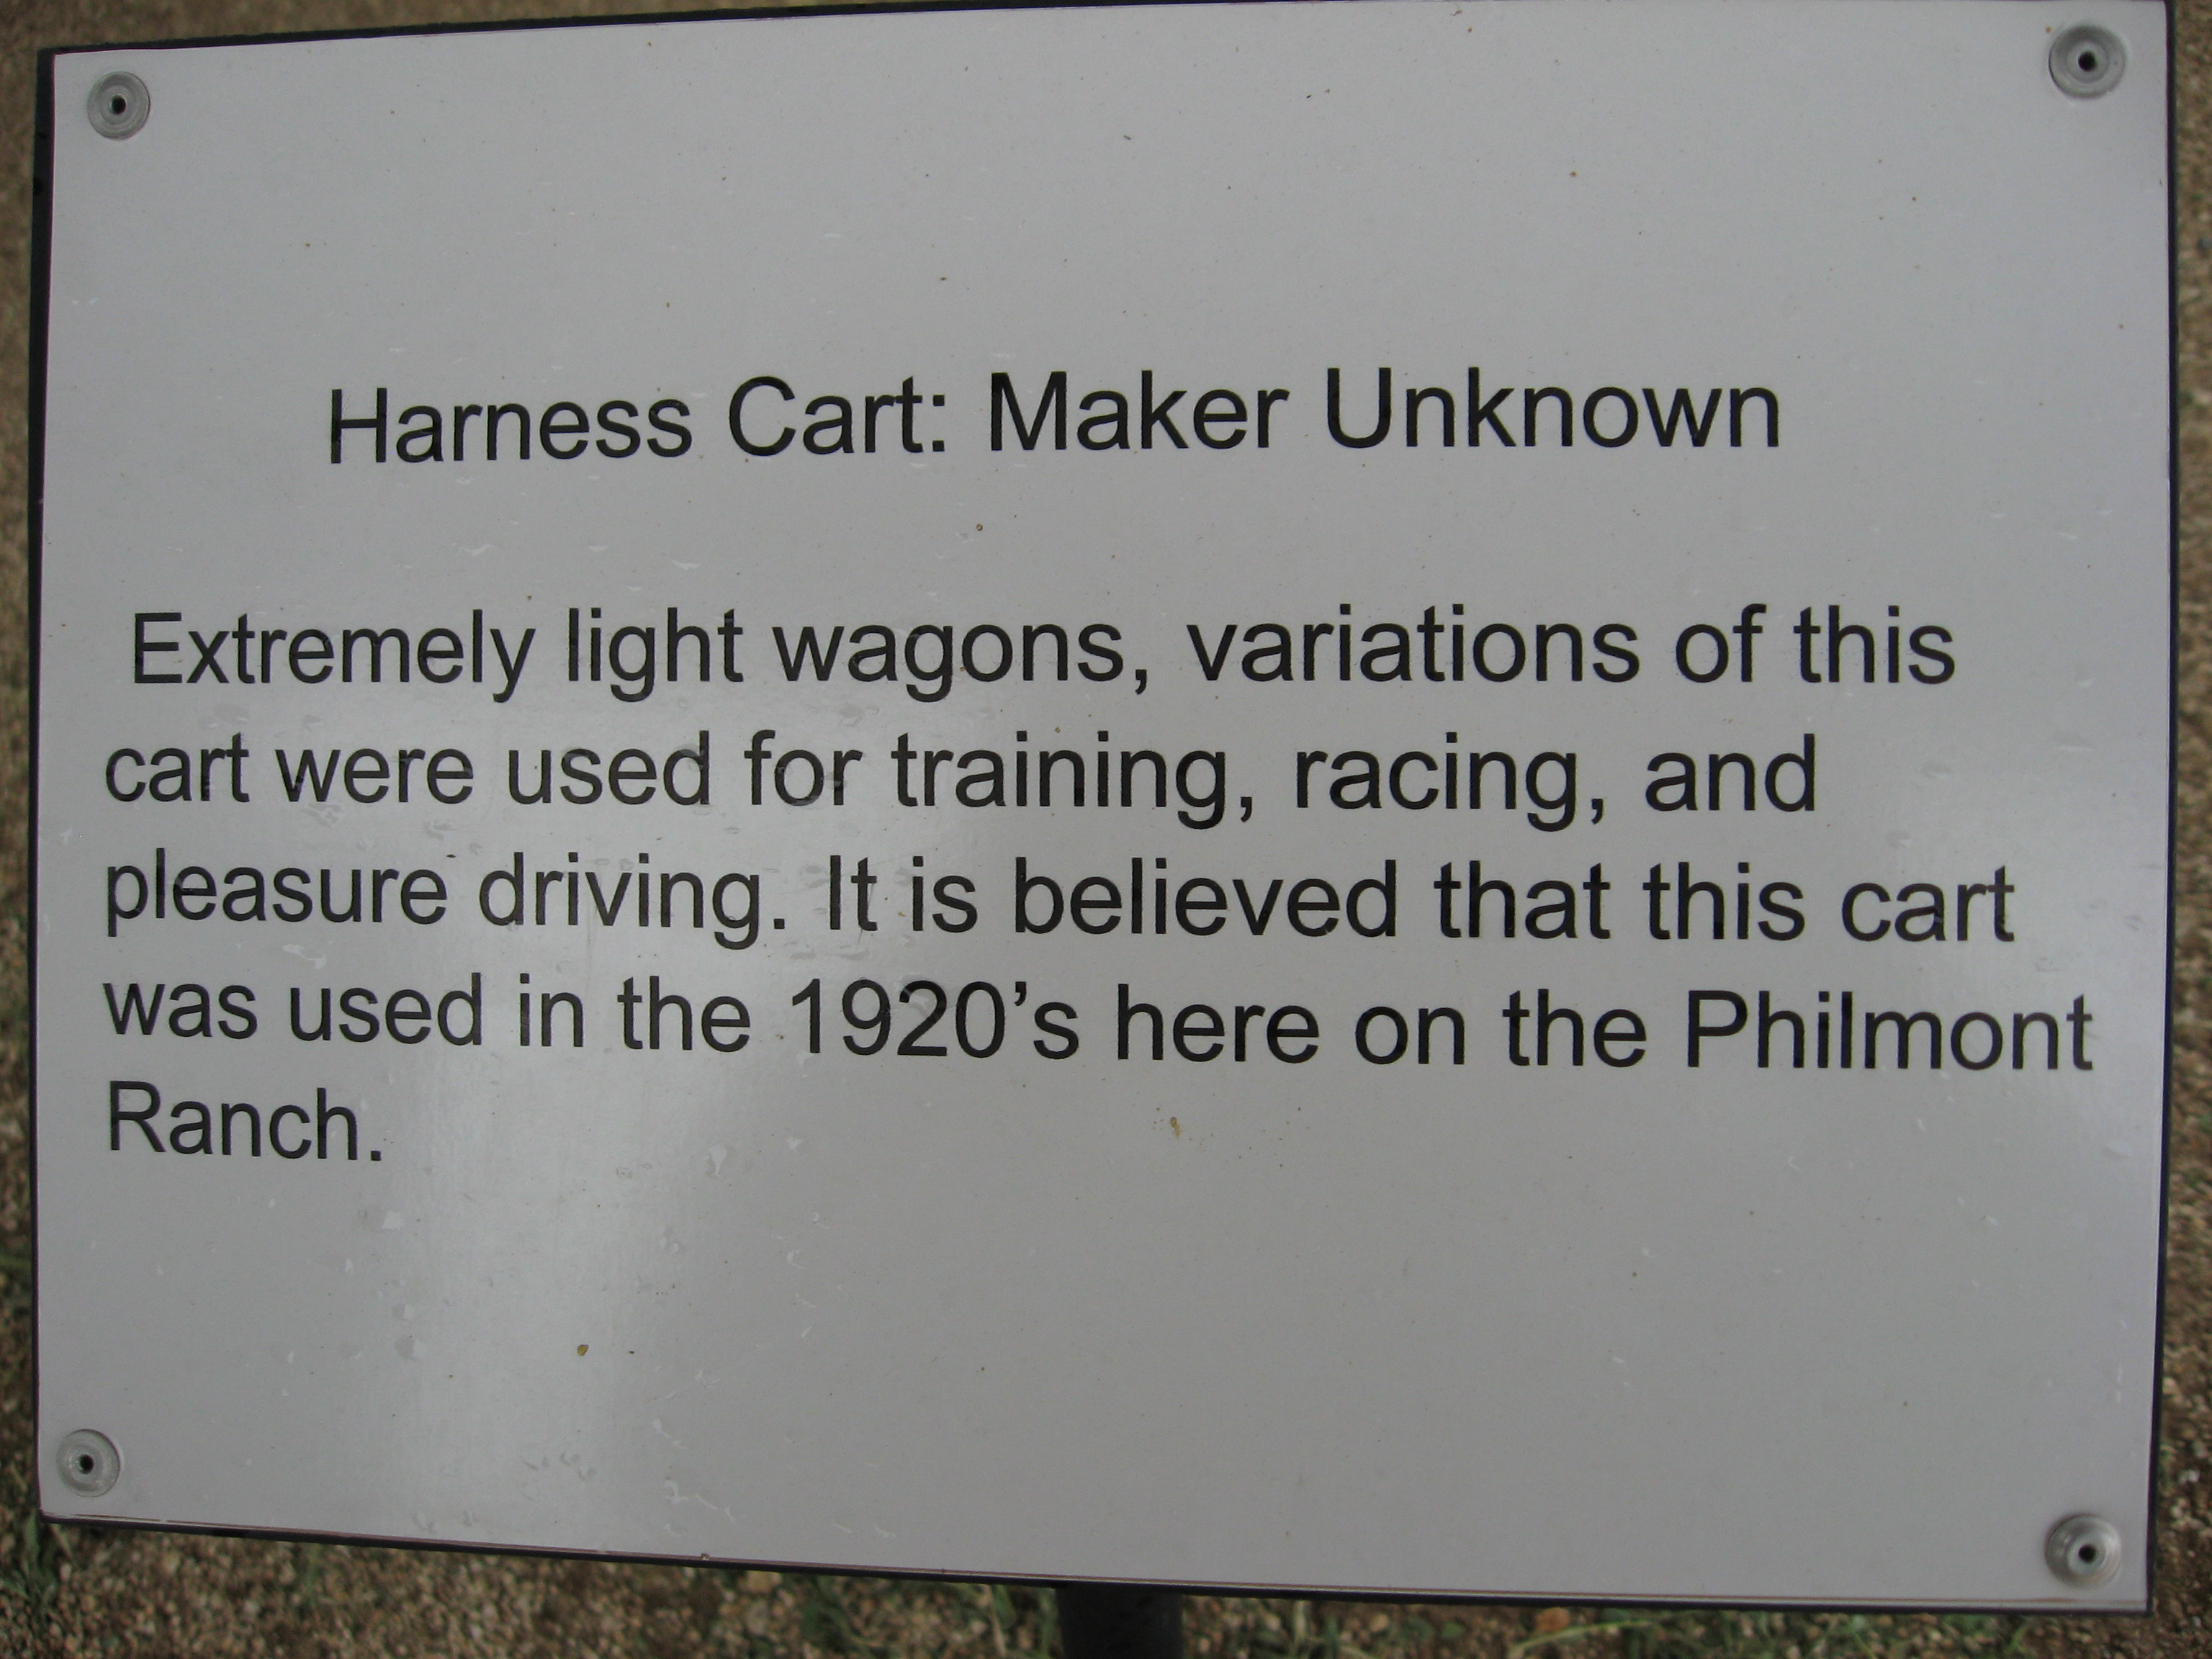 Harness Cart: Maker Unknown
Extremely light wagons, variations of this
cart were used for training, racing, and
pleasure driving. It is believed that this cart
was used in the 1920’s here on the Philmont
Ranch.